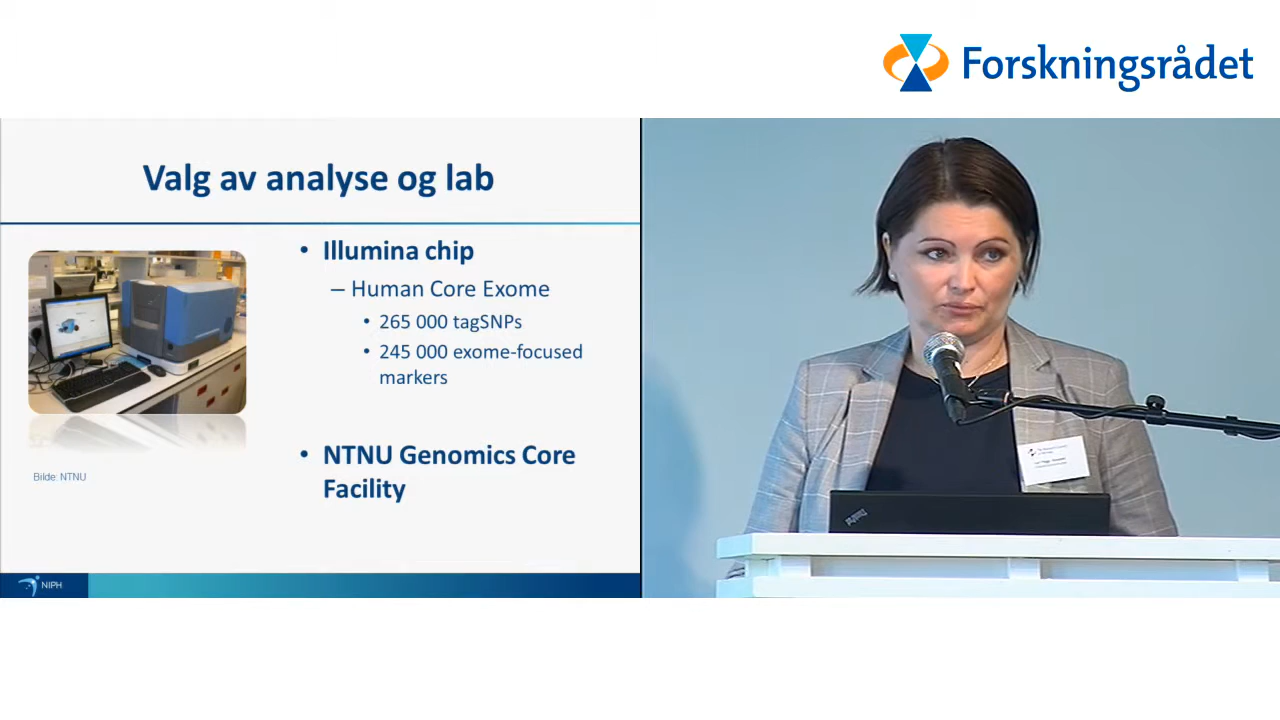 Forskningsrådet
Valg av analyse og lab
• Illumina chip
– Human Core Exome
• 265 000 tagSNPs
• 245 000 exome-focused
markers
• NTNU Genomics Core
Facility
Bilde: NTNU
NIPH